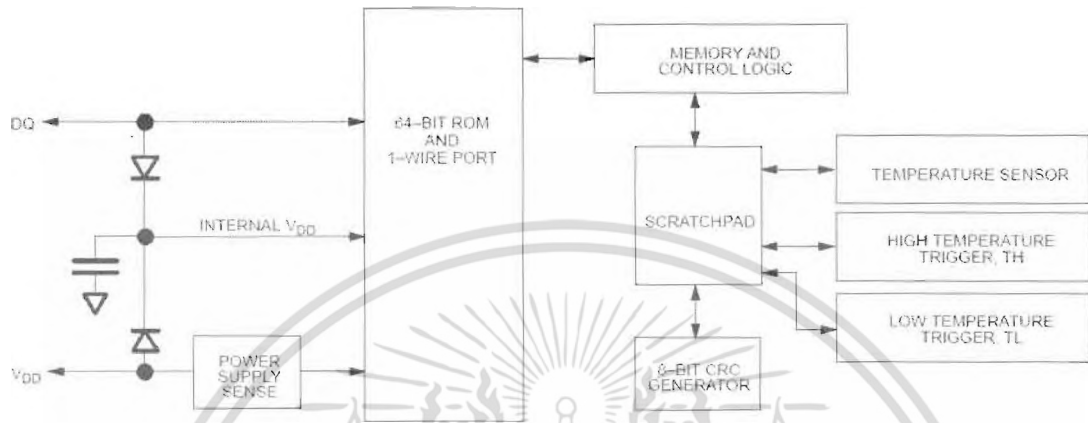 DQ
INTERNAL VDD
VDD
POWER
SUPPLY
SENSE
64-BIT ROM
AND
1-WIRE PORT
MEMORY AND
CONTROL LOGIC
SCRATCHPAD
8-BIT CRC
GENERATOR
TEMPERATURE SENSOR
HIGH TEMPERATURE
TRIGGER, TH
LOW TEMPERATURE
TRIGGER, TL